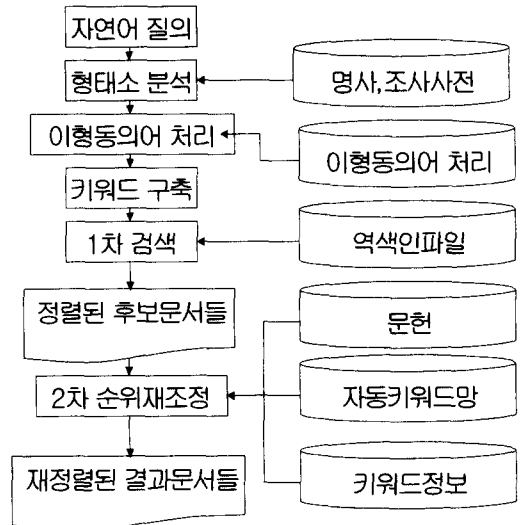 자연어 질의
형태소 분석
명사,조사사전
이형동의어 처리
이형동의어 처리
키워드 구축
1차 검색
역색인파일
정렬된 후보문서들
문헌
2차 순위재조정
자동키워드망
재정렬된 결과문서들
키워드정보